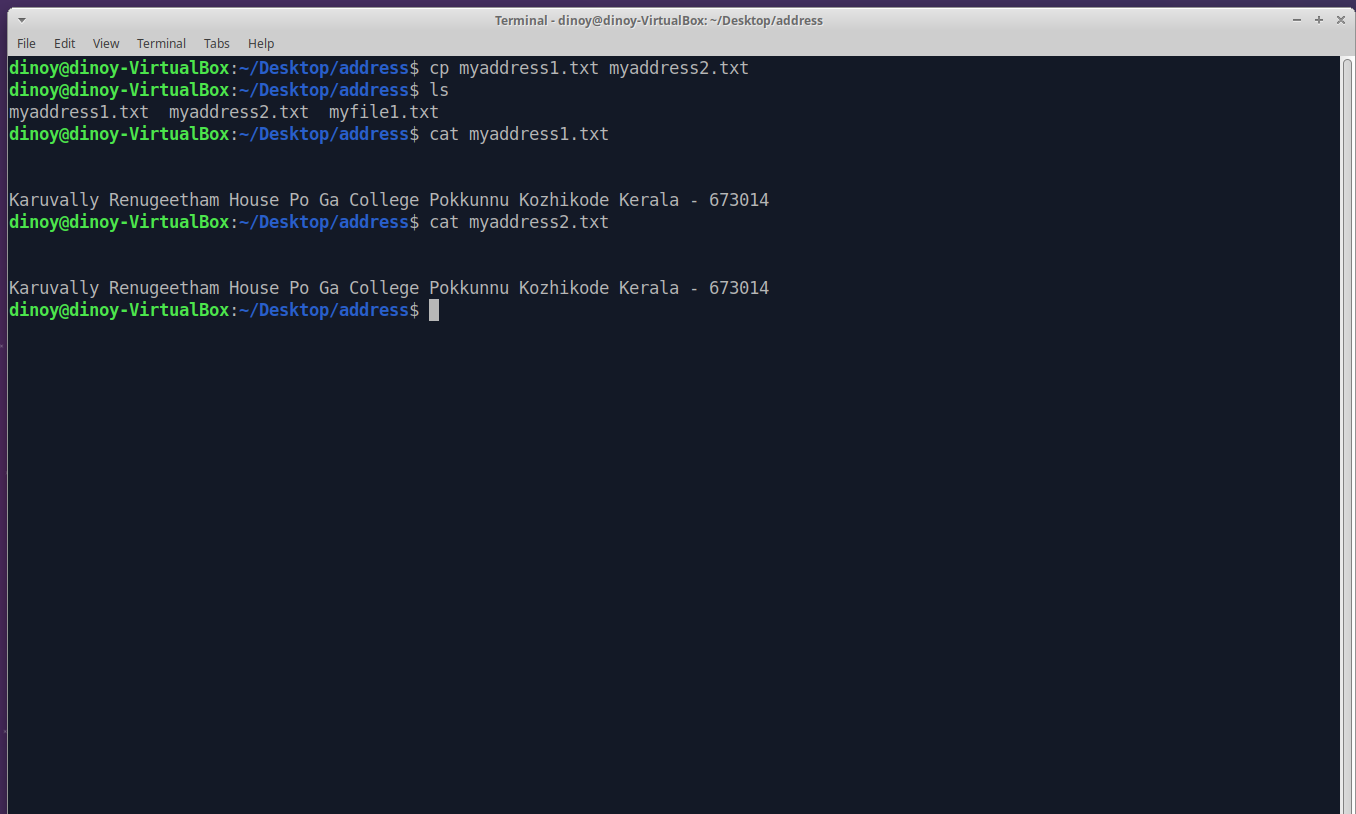 Terminal - dinoy@dinoy-VirtualBox: ~/Desktop/address
File Edit View Terminal Tabs Help
dinoy@dinoy-VirtualBox:~/Desktop/address$ cp myaddress1.txt myaddress2.txt
dinoy@dinoy-VirtualBox:~/Desktop/address$ ls
myaddress1.txt  myaddress2.txt  myfile1.txt
dinoy@dinoy-VirtualBox:~/Desktop/address$ cat myaddress1.txt
Karuvally Renugeetham House Po Ga College Pokkunnu Kozhikode Kerala - 673014
dinoy@dinoy-VirtualBox:~/Desktop/address$ cat myaddress2.txt
Karuvally Renugeetham House Po Ga College Pokkunnu Kozhikode Kerala - 673014
dinoy@dinoy-VirtualBox:~/Desktop/address$